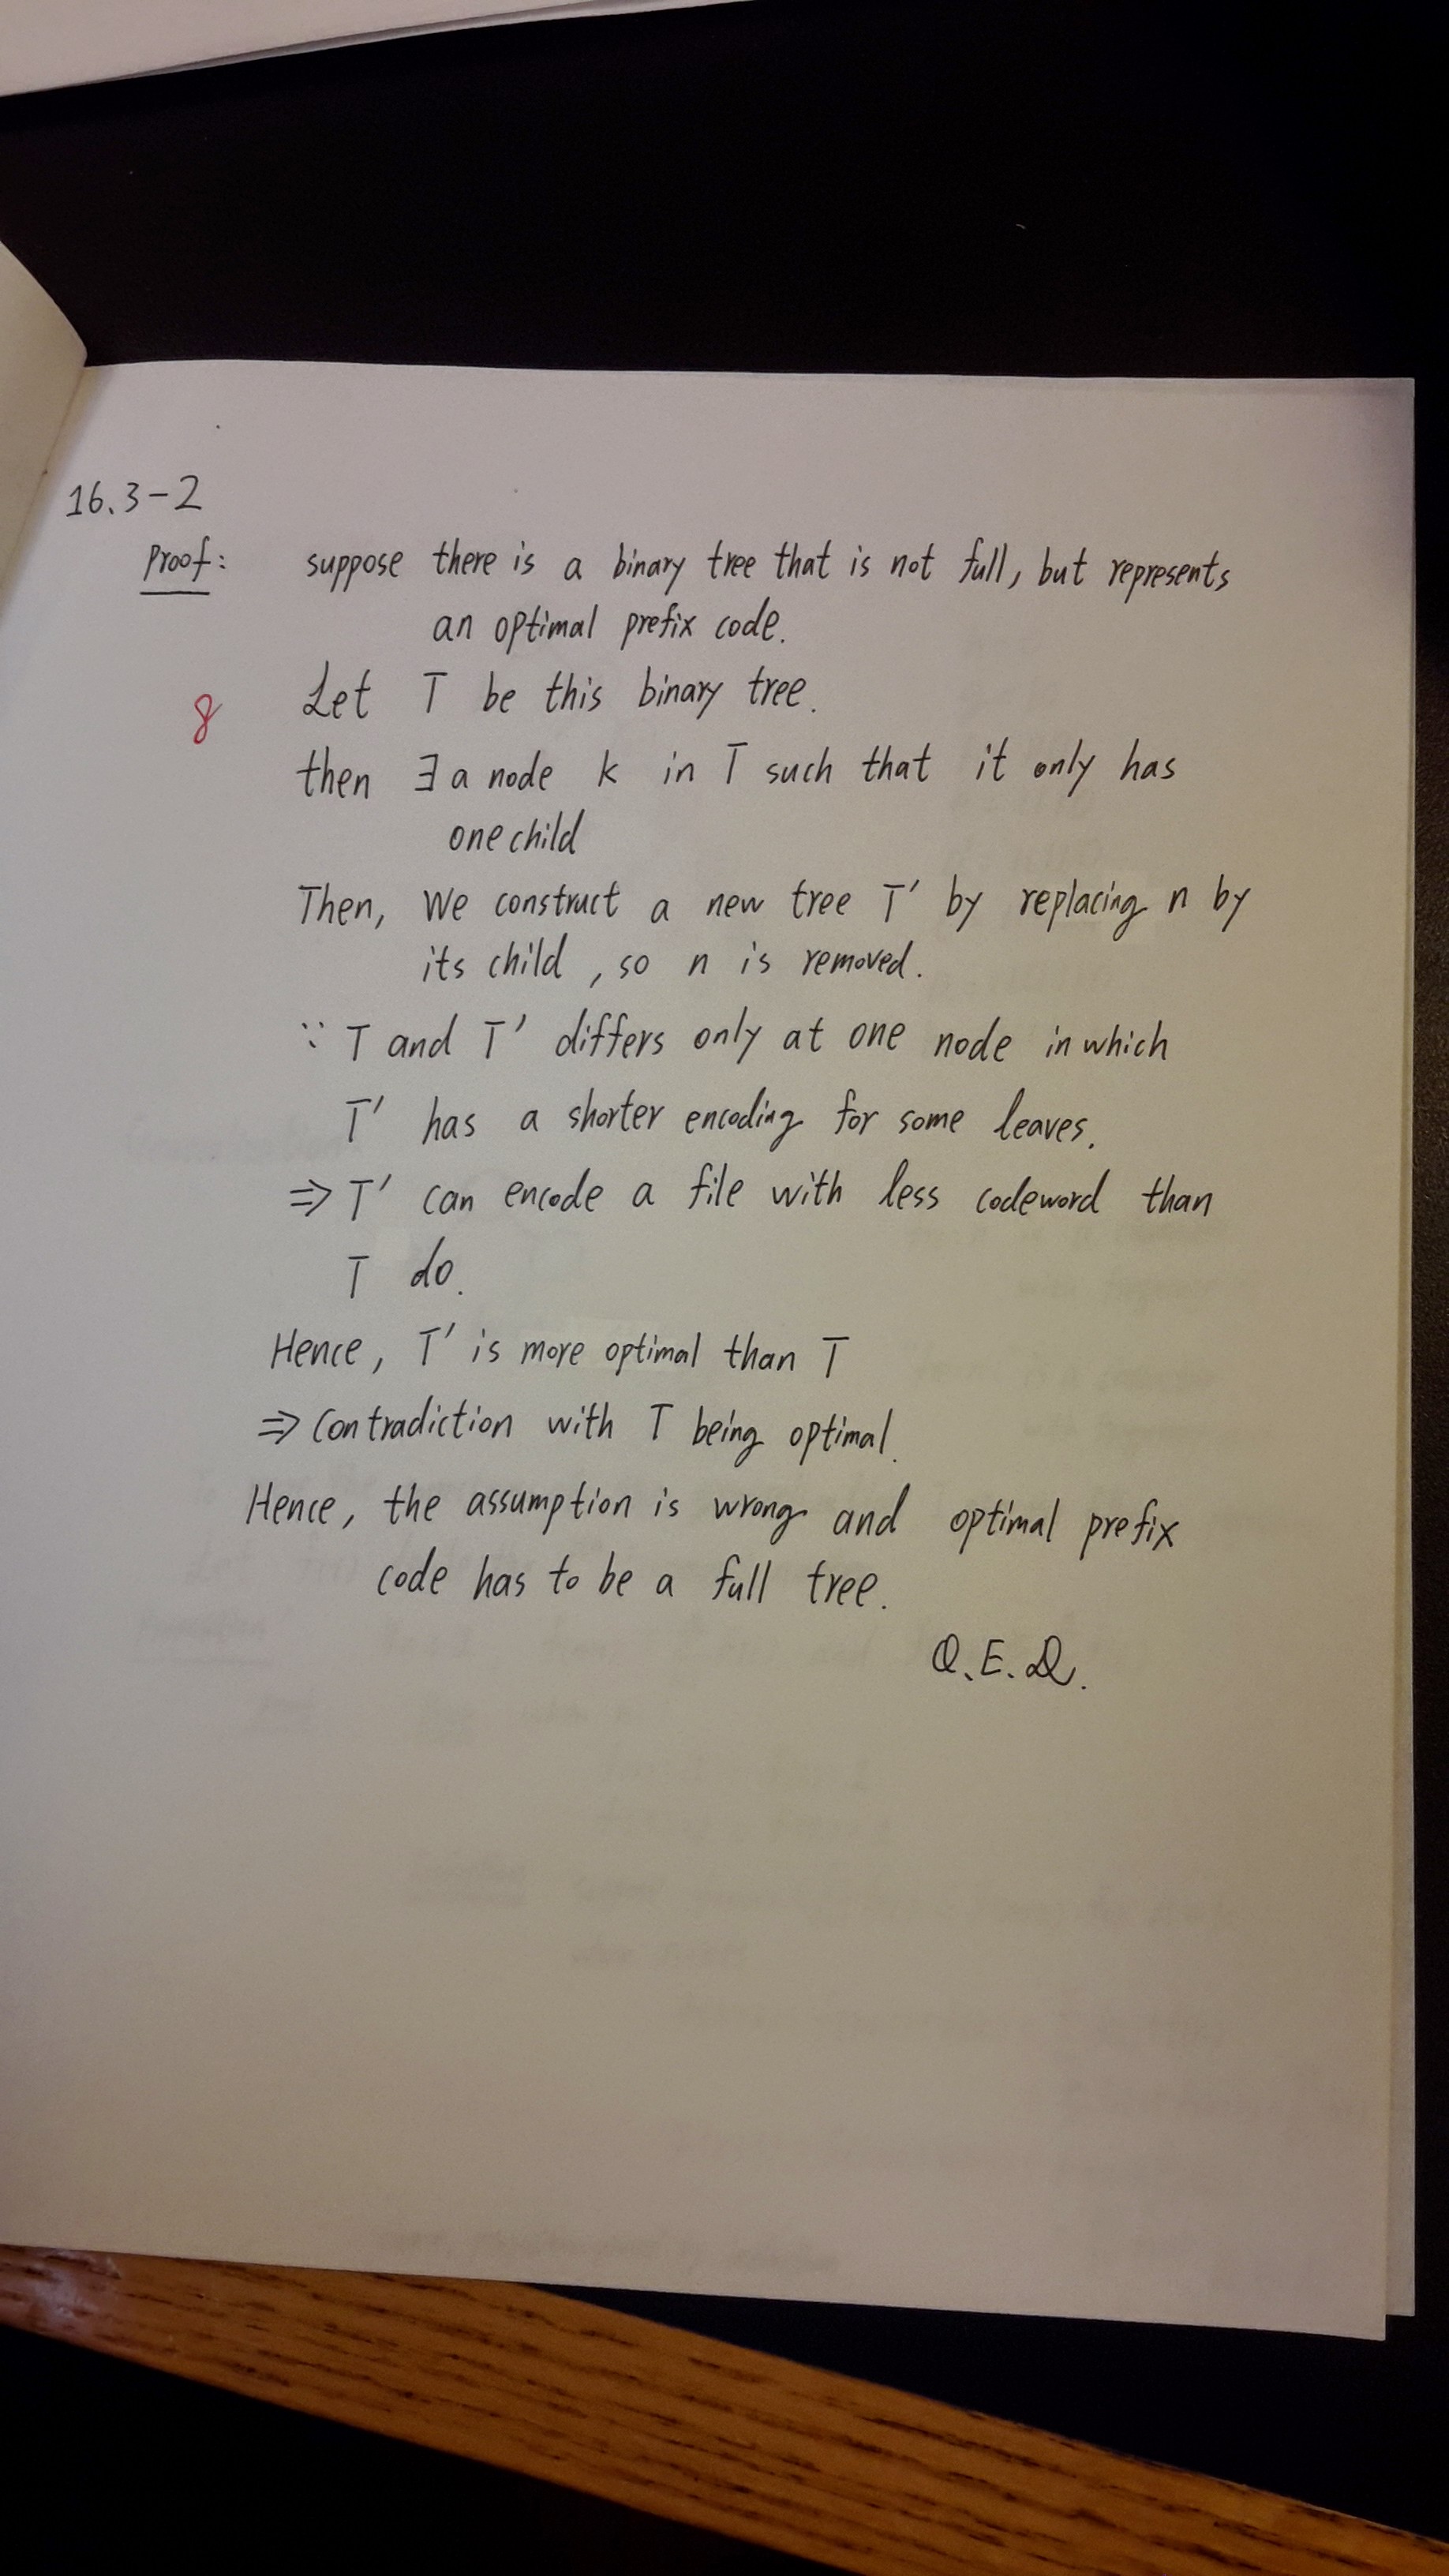 16.3-2
Proof: suppose there is a binary tree that is not full, but represents
an optimal prefix code.
8 Let T be this binary tree.
then ∃ a node k in T such that it only has
one child
Then, We construct a new tree T' by replacing n by
its child, so n is removed.
∵ T and T' differs only at one node in which
T' has a shorter encoding for some leaves.
⇒ T' can encode a file with less codeword than
T do.
Hence, T' is more optimal than T
⇒ Contradiction with T being optimal.
Hence, the assumption is wrong and optimal prefix
code has to be a full tree.
Q.E.D.